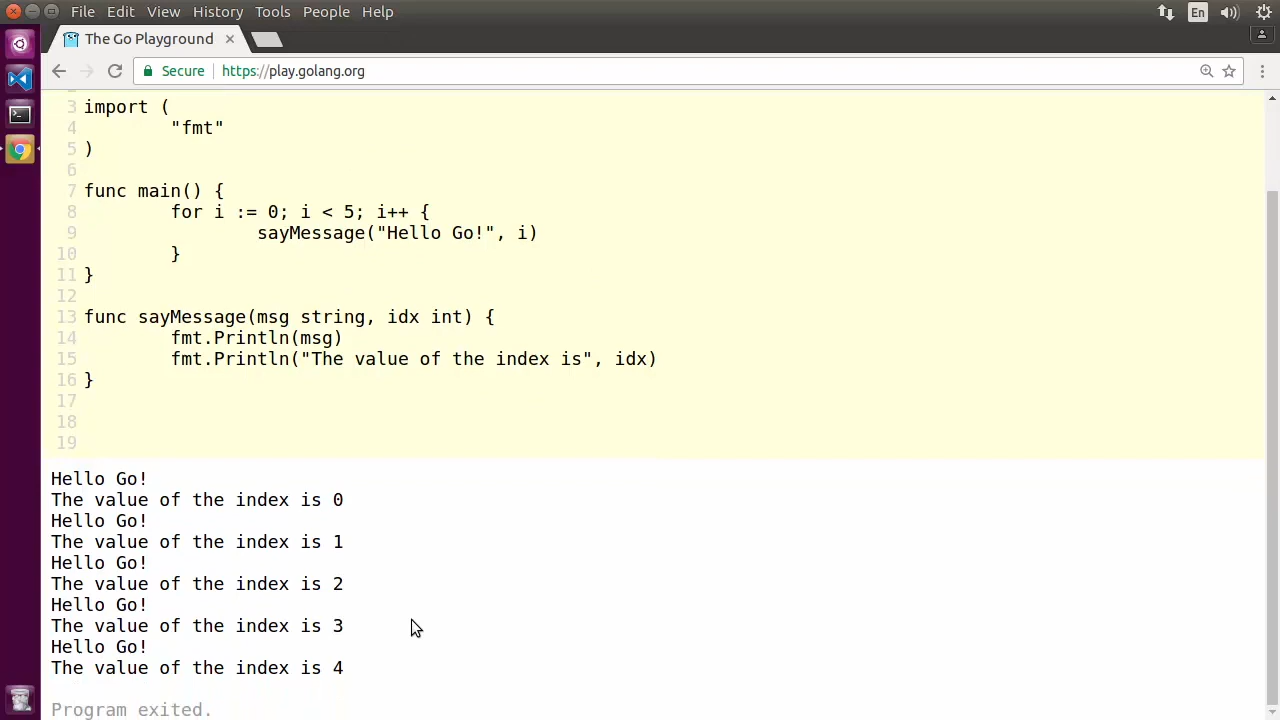 File Edit View History Tools People Help
En
The Go Playground
Secure https://play.golang.org
3 import (
4 "fmt"
5 )
6
7 func main() {
8 for i := 0; i < 5; i++ {
9 sayMessage("Hello Go!", i)
10 }
11 }
12
13 func sayMessage(msg string, idx int) {
14 fmt.Println(msg)
15 fmt.Println("The value of the index is", idx)
16 }
17
18
19
Hello Go!
The value of the index is 0
Hello Go!
The value of the index is 1
Hello Go!
The value of the index is 2
Hello Go!
The value of the index is 3
Hello Go!
The value of the index is 4
Program exited.